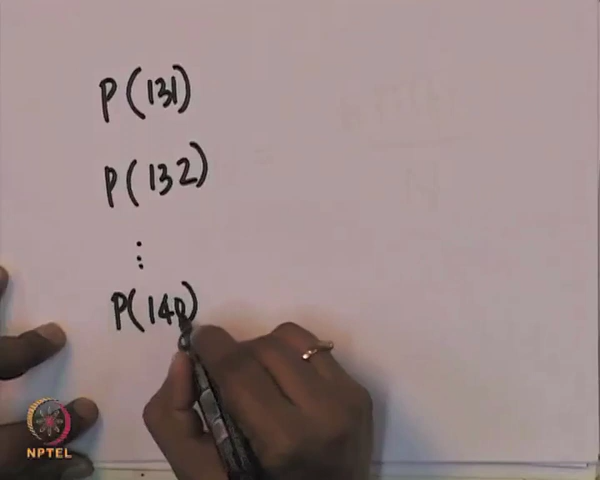 P(131)
P(132)
⋮
P(140)
NPTEL